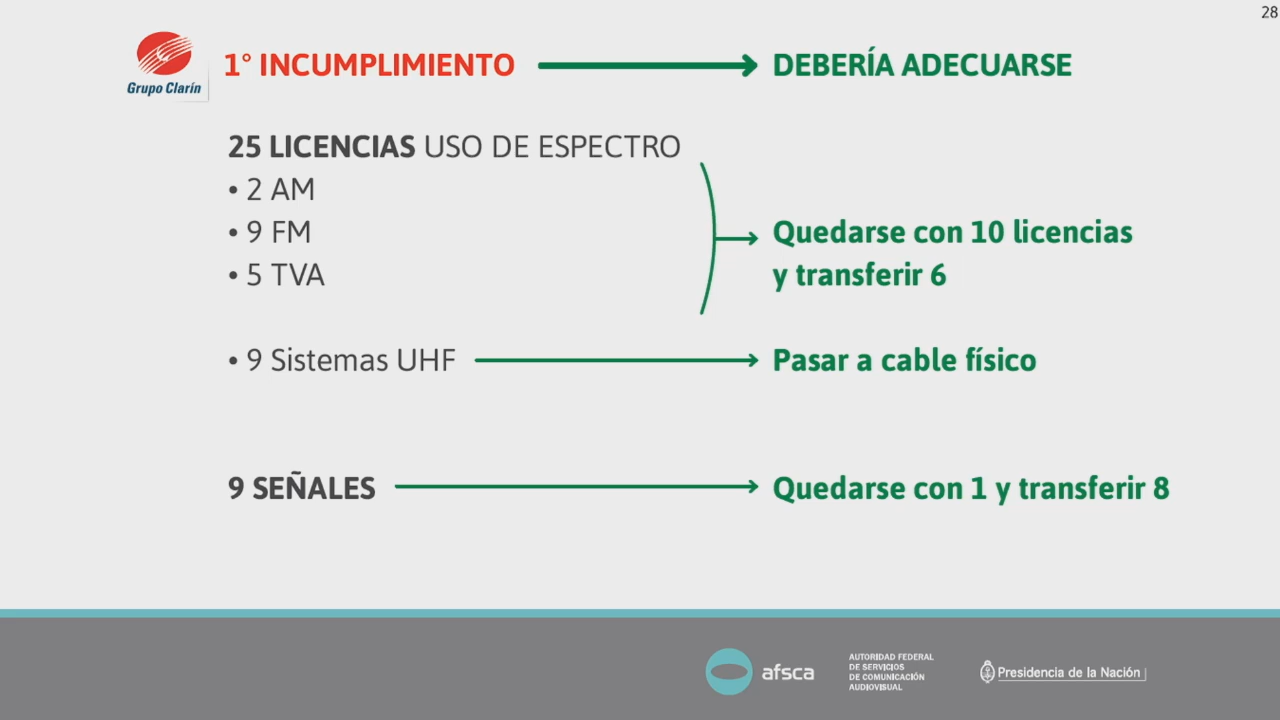 28
Grupo Clarín
1° INCUMPLIMIENTO
DEBERÍA ADECUARSE
25 LICENCIAS USO DE ESPECTRO
• 2 AM
• 9 FM
• 5 TVA
Quedarse con 10 licencias
y transferir 6
• 9 Sistemas UHF
Pasar a cable físico
9 SEÑALES
Quedarse con 1 y transferir 8
afsca
AUTORIDAD FEDERAL
DE SERVICIOS
DE COMUNICACIÓN
AUDIOVISUAL
Presidencia de la Nación